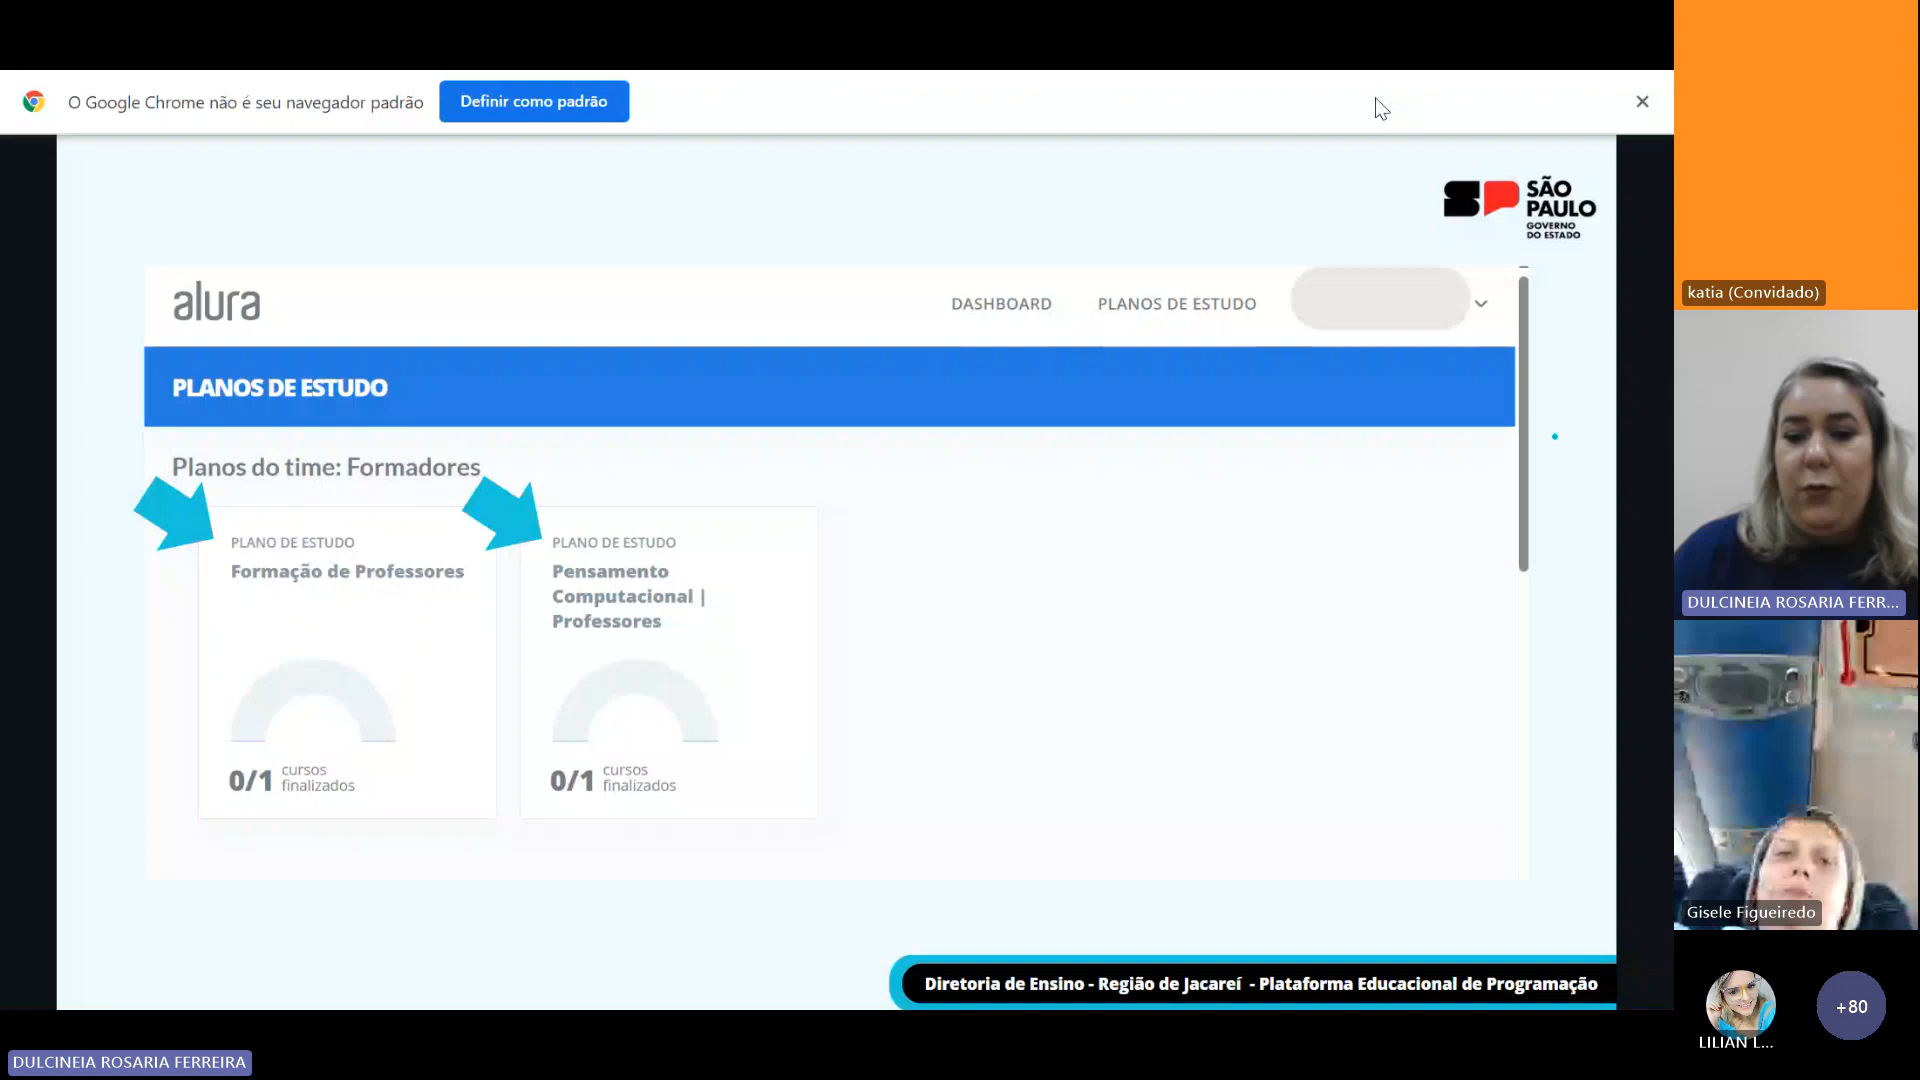 O Google Chrome não é seu navegador padrão
Definir como padrão
SÃO
PAULO
GOVERNO
DO ESTADO
alura
DASHBOARD
PLANOS DE ESTUDO
PLANOS DE ESTUDO
Planos do time: Formadores
PLANO DE ESTUDO
Formação de Professores
0/1 cursos
finalizados
PLANO DE ESTUDO
Pensamento
Computacional |
Professores
0/1 cursos
finalizados
Diretoria de Ensino - Região de Jacareí - Plataforma Educacional de Programação
DULCINEIA ROSARIA FERREIRA
katia (Convidado)
DULCINEIA ROSARIA FERR...
Gisele Figueiredo
LILIAN L...
+80